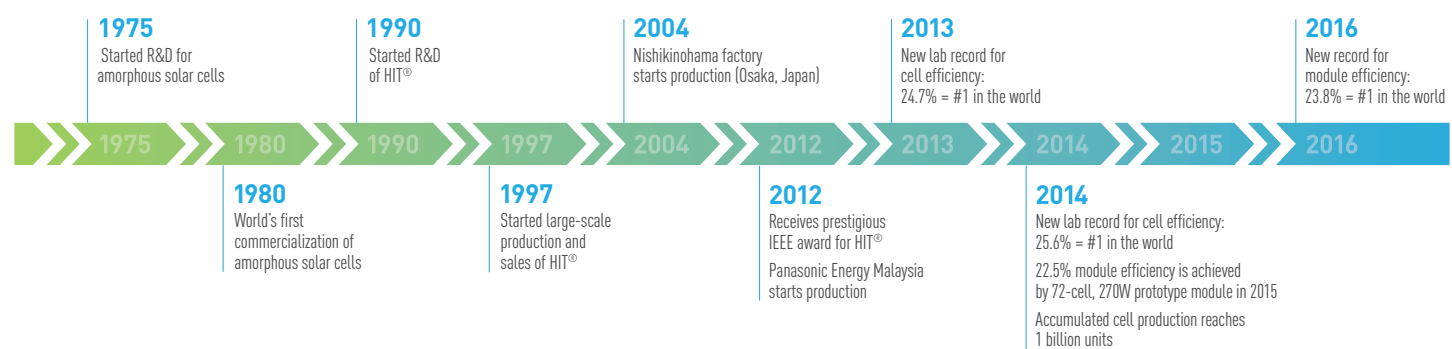 1975
Started R&D for
amorphous solar cells
1990
Started R&D
of HIT®
2004
Nishikinohama factory
starts production (Osaka, Japan)
2013
New lab record for
cell efficiency:
24.7% = #1 in the world
2016
New record for
module efficiency:
23.8% = #1 in the world
1975
1980
1990
1997
2004
2012
2013
2014
2015
2016
1980
World's first
commercialization of
amorphous solar cells
1997
Started large-scale
production and
sales of HIT®
2012
Receives prestigious
IEEE award for HIT®
Panasonic Energy Malaysia
starts production
2014
New lab record for cell efficiency:
25.6% = #1 in the world
22.5% module efficiency is achieved
by 72-cell, 270W prototype module in 2015
Accumulated cell production reaches
1 billion units